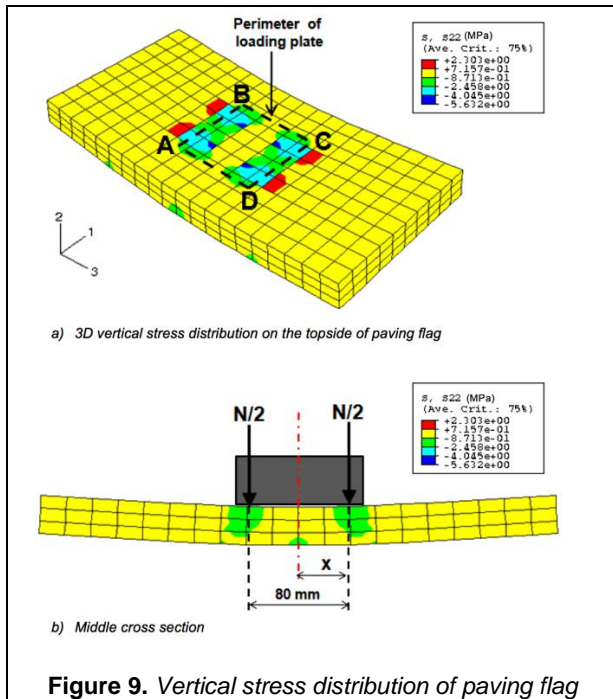 Perimeter of
loading plate
S, S22 (MPa)
(Ave. Crit.: 75%)
+2.303e+00
+7.157e-01
-8.713e-01
-2.458e+00
-4.045e+00
-5.632e+00
B
A
C
D
2
1
3
a) 3D vertical stress distribution on the topside of paving flag
S, S22 (MPa)
(Ave. Crit.: 75%)
+2.303e+00
+7.157e-01
-8.713e-01
-2.458e+00
-4.045e+00
-5.632e+00
N/2 N/2
x
80 mm
b) Middle cross section
Figure 9. Vertical stress distribution of paving flag